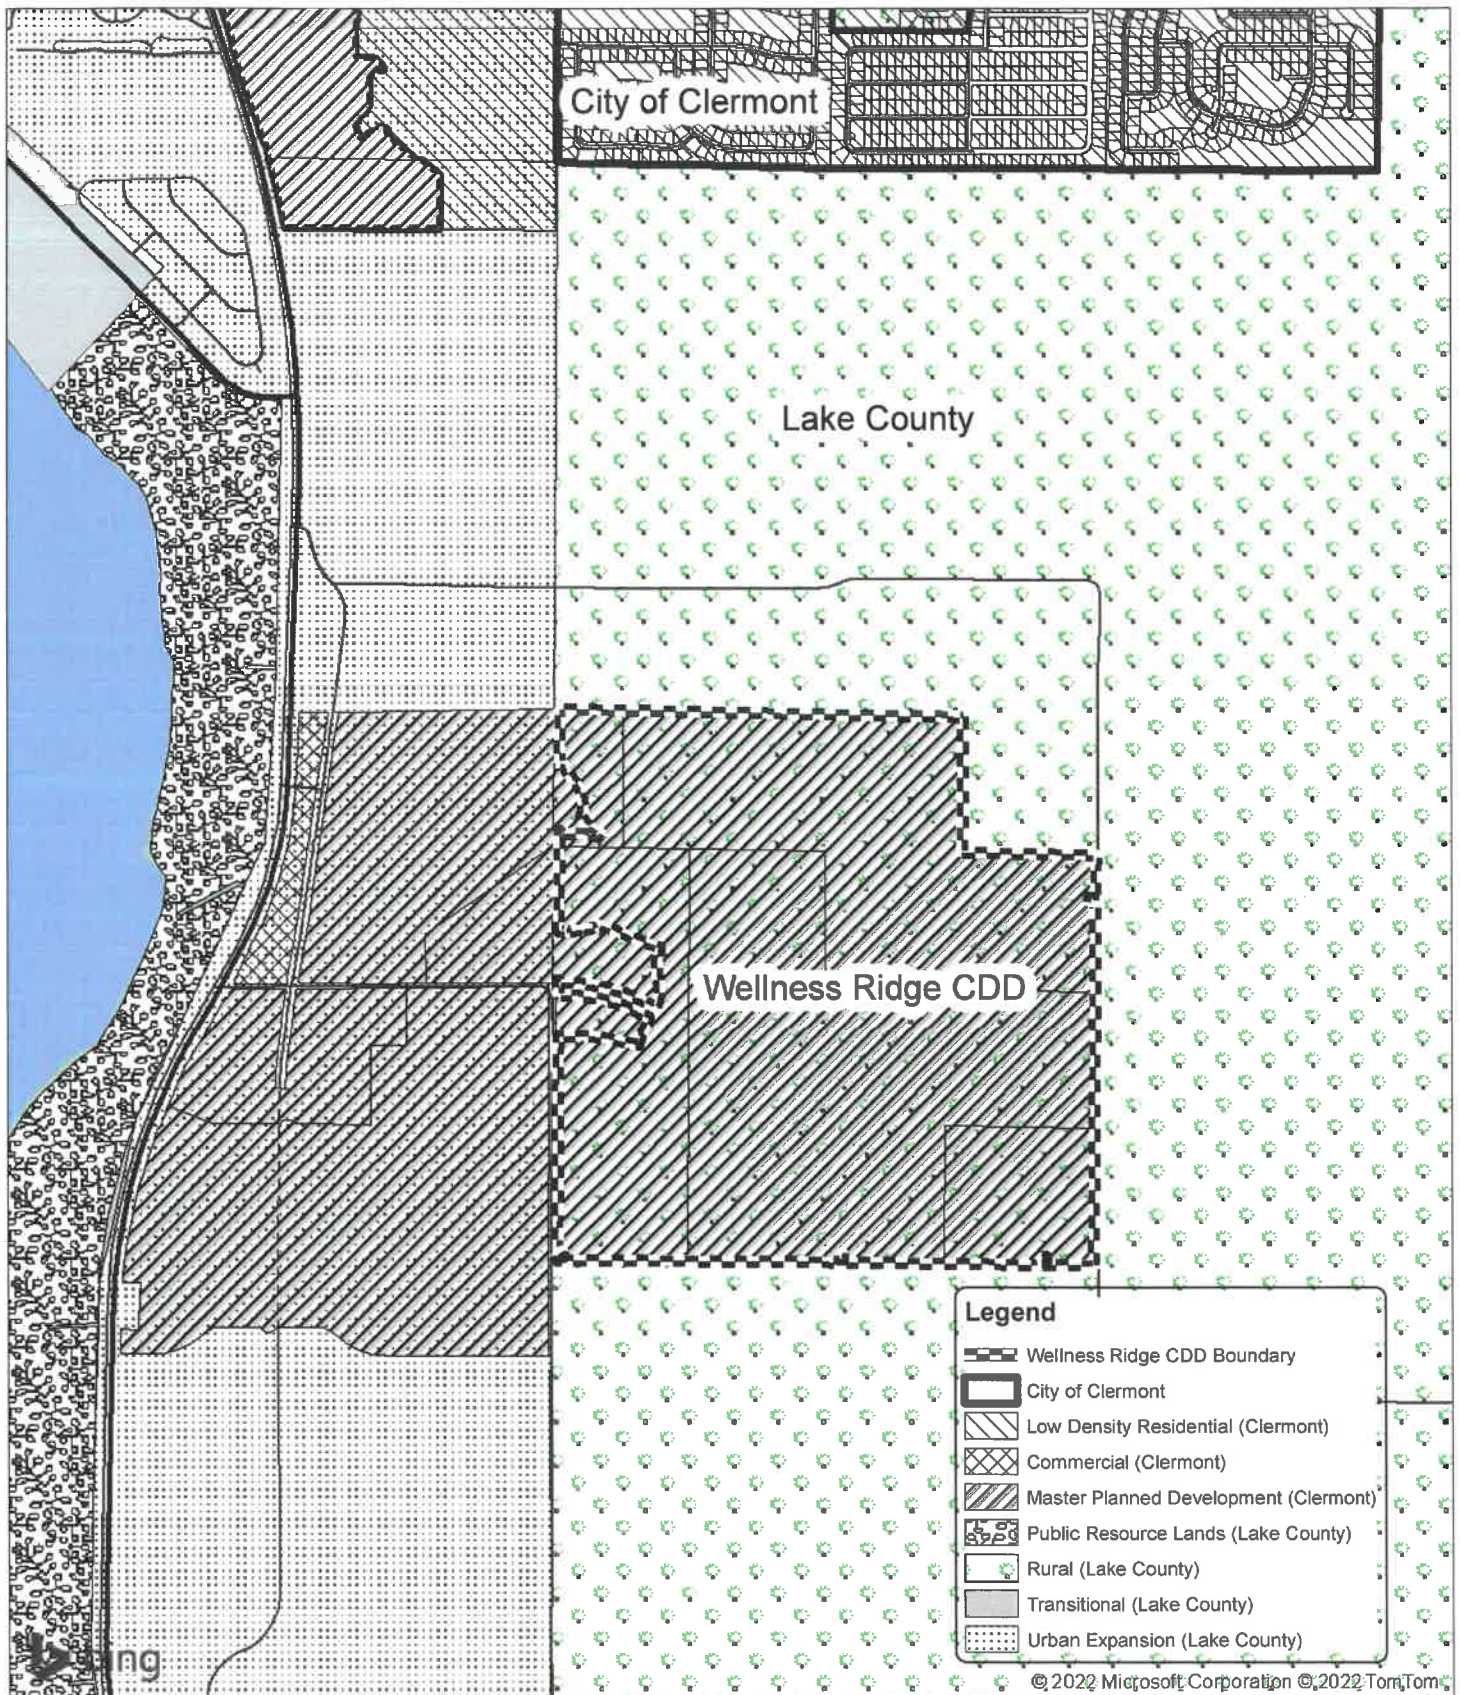 City of Clermont
Lake County
Wellness Ridge CDD
Legend
Wellness Ridge CDD Boundary
City of Clermont
Low Density Residential (Clermont)
Commercial (Clermont)
Master Planned Development (Clermont)
Public Resource Lands (Lake County)
Rural (Lake County)
Transitional (Lake County)
Urban Expansion (Lake County)
© 2022 Microsoft Corporation © 2022 TomTom